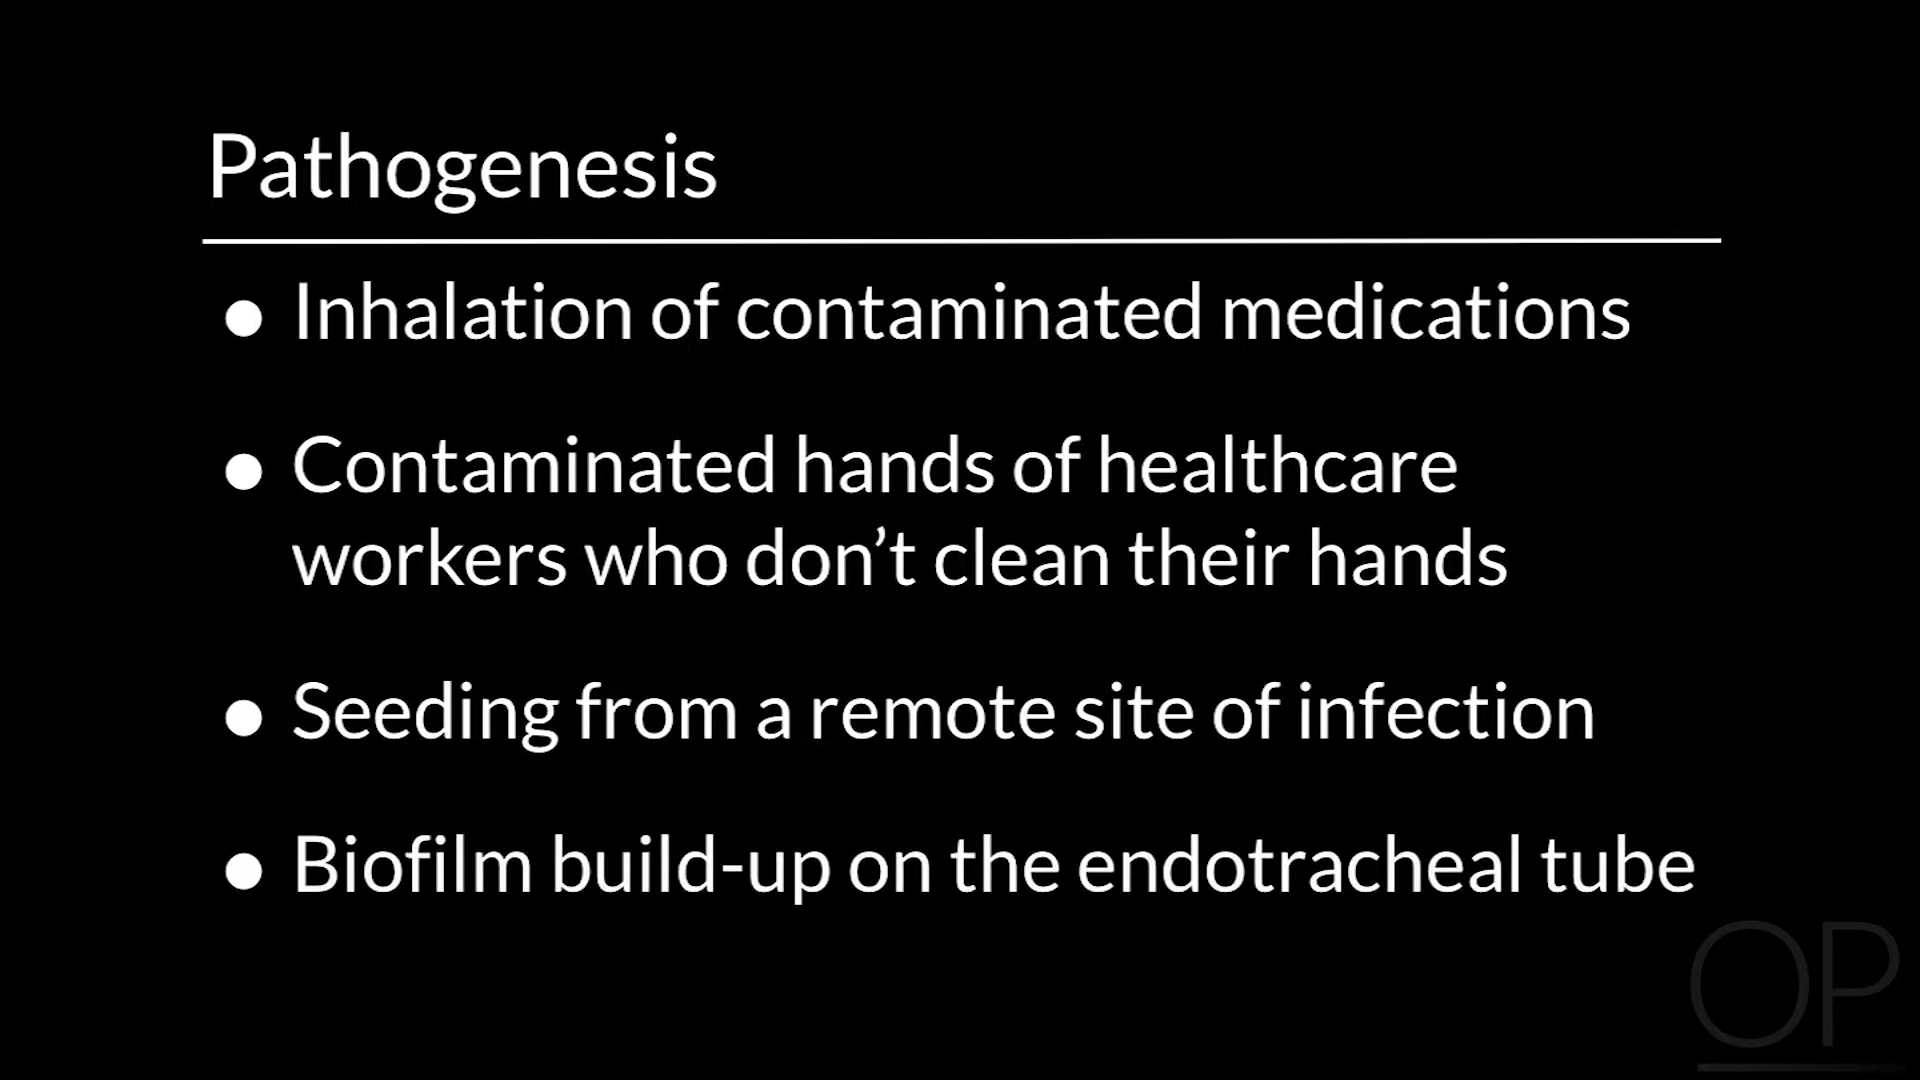 Pathogenesis
● Inhalation of contaminated medications
● Contaminated hands of healthcare
workers who don’t clean their hands
● Seeding from a remote site of infection
● Biofilm build-up on the endotracheal tube
OP